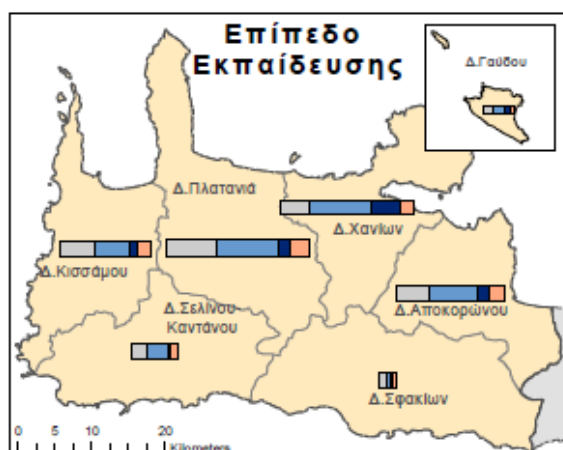 Επίπεδο
Εκπαίδευσης
Δ.Γαύδου
Δ.Πλατανιά
Δ.Χανίων
Δ.Κισσάμου
Δ.Σελίνου
Καντάνου
Δ.Αποκορώνου
Δ.Σφακίων
0 5 10 20
Kilometers